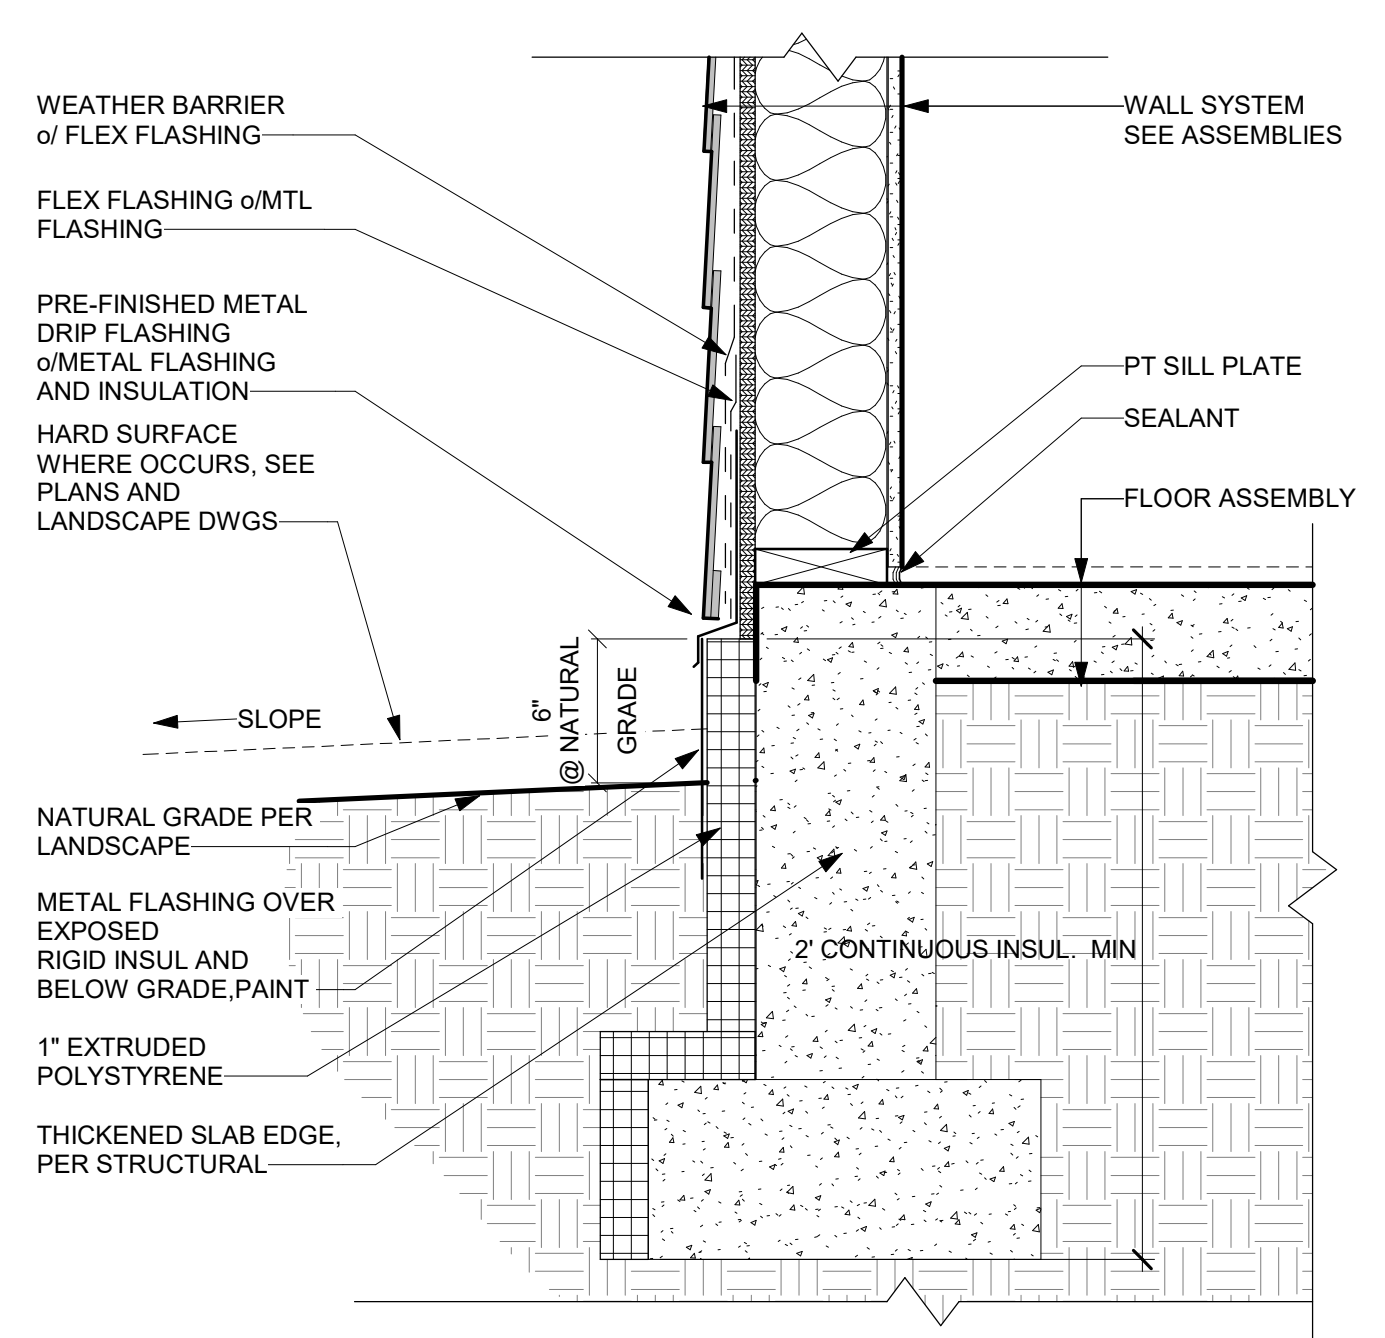 WEATHER BARRIER
o/ FLEX FLASHING
FLEX FLASHING o/MTL
FLASHING
PRE-FINISHED METAL
DRIP FLASHING
o/METAL FLASHING
AND INSULATION
HARD SURFACE
WHERE OCCURS, SEE
PLANS AND
LANDSCAPE DWGS
SLOPE
NATURAL GRADE PER
LANDSCAPE
METAL FLASHING OVER
EXPOSED
RIGID INSUL AND
BELOW GRADE,PAINT
1" EXTRUDED
POLYSTYRENE
THICKENED SLAB EDGE,
PER STRUCTURAL
6"
@ NATURAL
GRADE
WALL SYSTEM
SEE ASSEMBLIES
PT SILL PLATE
SEALANT
FLOOR ASSEMBLY
2' CONTINUOUS INSUL. MIN